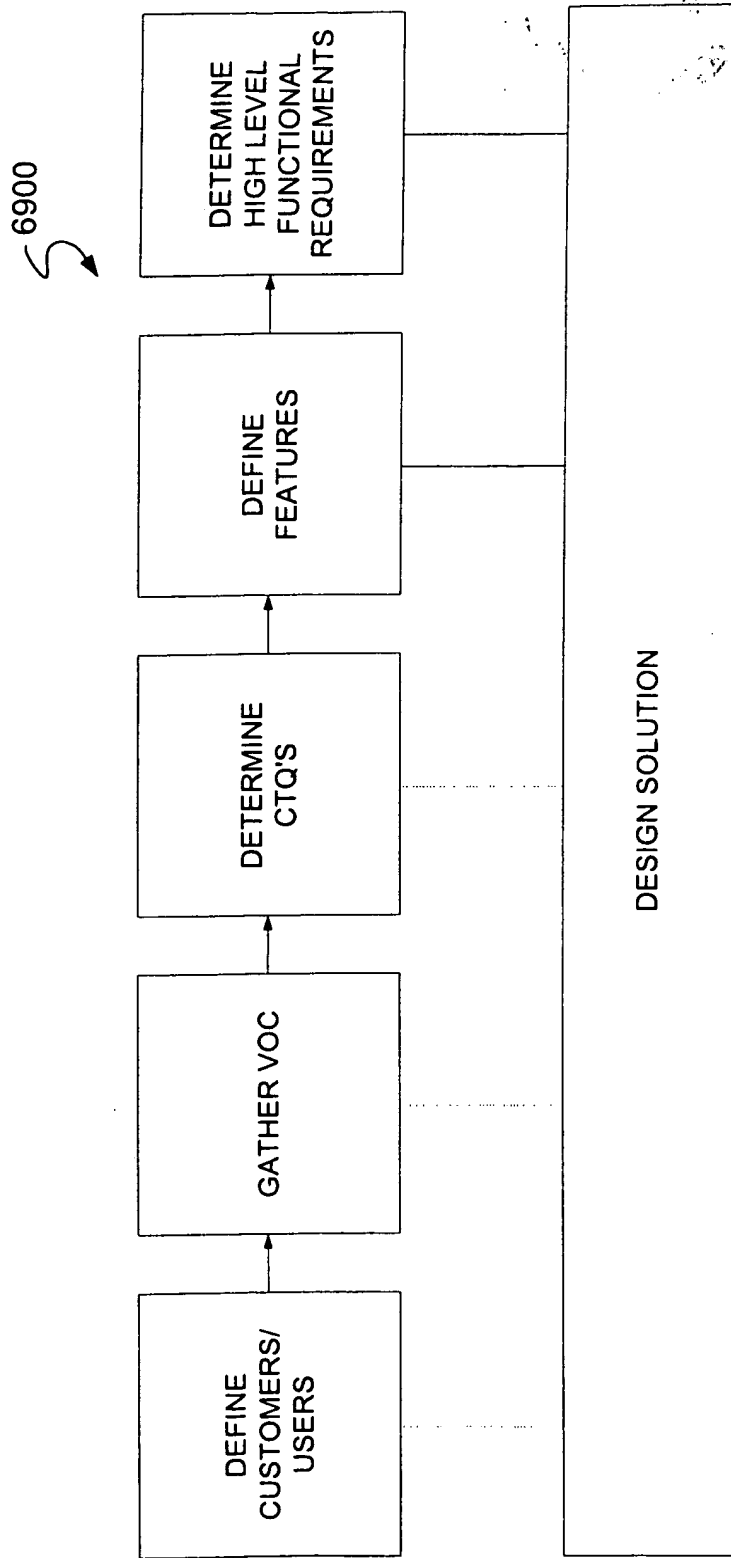 6900
DEFINE
CUSTOMERS/
USERS
GATHER VOC
DETERMINE
CTQ'S
DEFINE
FEATURES
DETERMINE
HIGH LEVEL
FUNCTIONAL
REQUIREMENTS
DESIGN SOLUTION